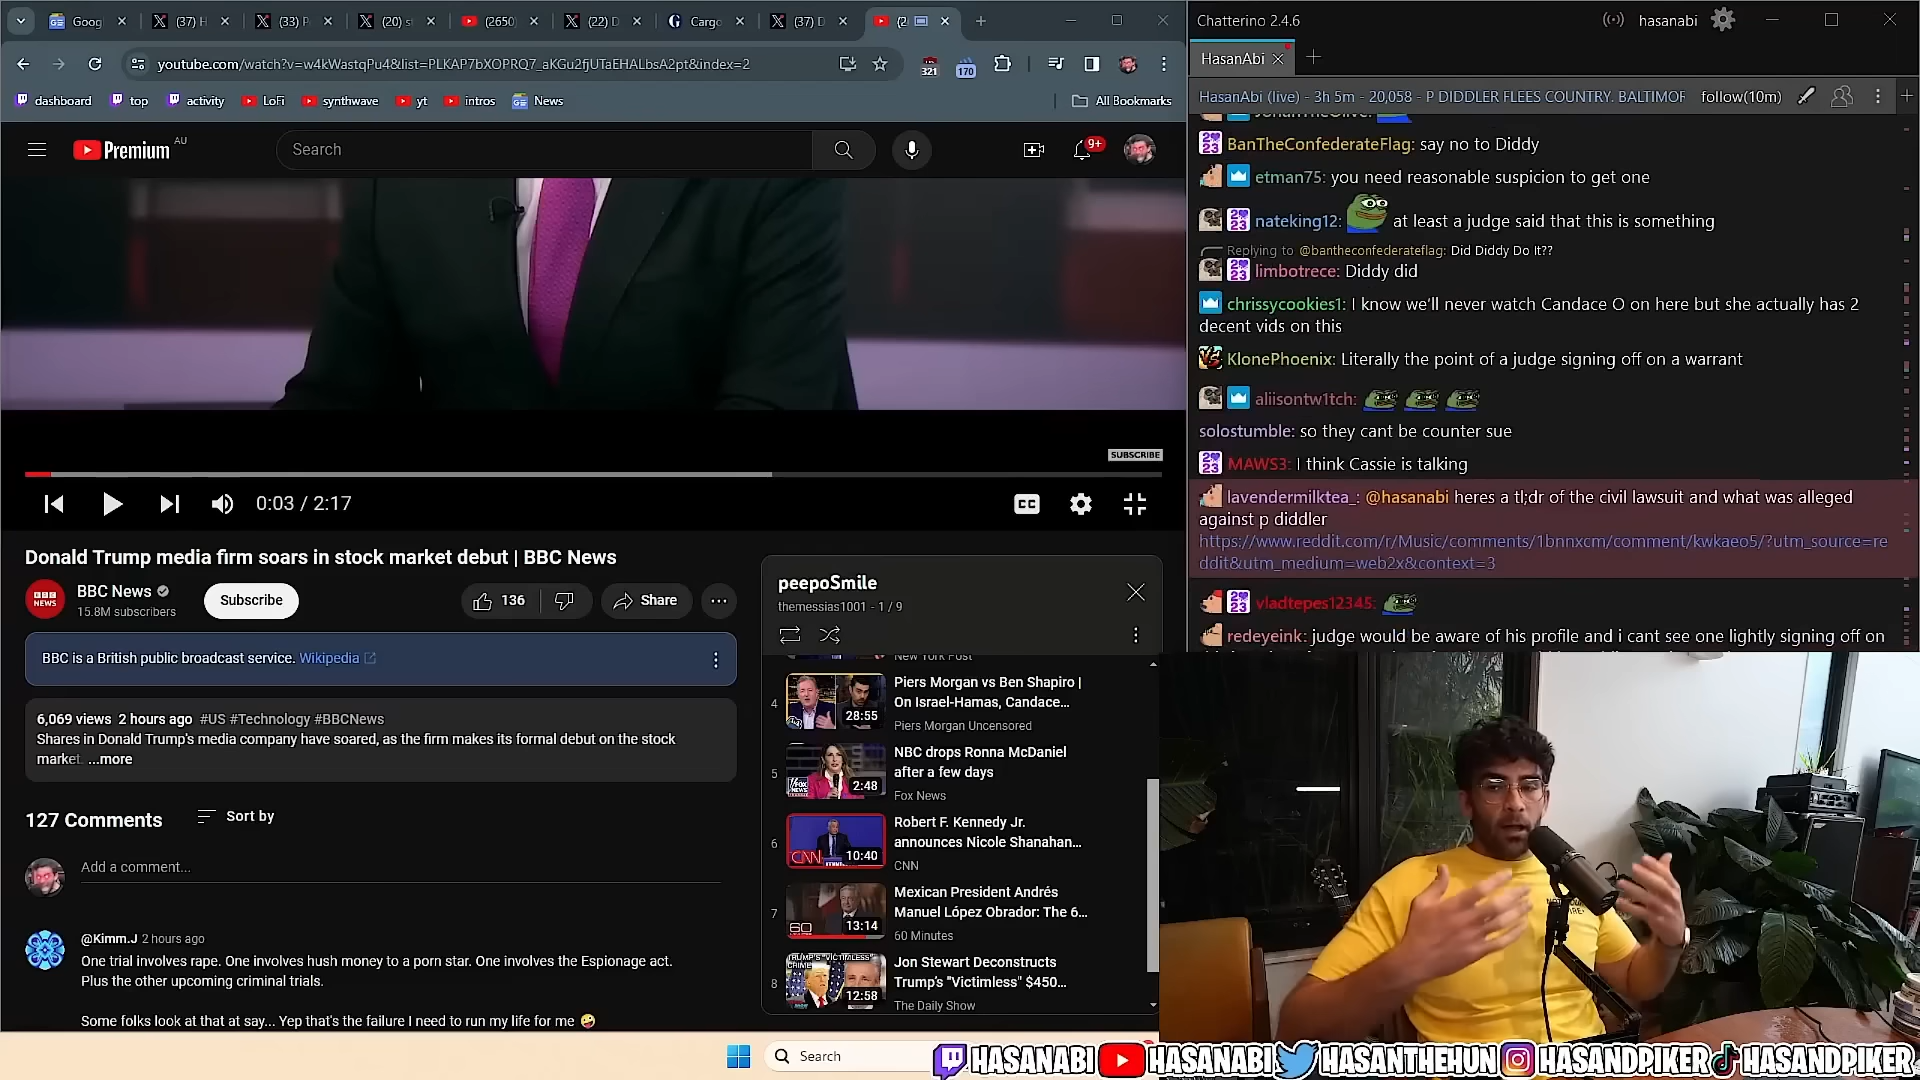 Goog
(37) H
(33) P
(20) s
(2650
(22) D
Cargo
(37) D
(2
youtube.com/watch?v=w4kWastqPu4&list=PLKAP7bXOPRQ7_aKGu2fjUTaEHALbsA2pt&index=2
321
170
dashboard
top
activity
LoFi
synthwave
yt
intros
News
All Bookmarks
Premium AU
Search
9+
SUBSCRIBE
0:03 / 2:17
CC
Donald Trump media firm soars in stock market debut | BBC News
BBC NEWS
BBC News
15.8M subscribers
Subscribe
136
Share
BBC is a British public broadcast service. Wikipedia
6,069 views 2 hours ago #US #Technology #BBCNews
Shares in Donald Trump's media company have soared, as the firm makes its formal debut on the stock
market. ...more
127 Comments
Sort by
Add a comment...
@Kimm.J 2 hours ago
One trial involves rape. One involves hush money to a porn star. One involves the Espionage act.
Plus the other upcoming criminal trials.
Some folks look at that at say... Yep that's the failure I need to run my life for me
peepoSmile
themessias1001 - 1 / 9
New York Post
4
28:55
Piers Morgan vs Ben Shapiro |
On Israel-Hamas, Candace...
Piers Morgan Uncensored
5
2:48
NBC drops Ronna McDaniel
after a few days
Fox News
6
CNN
10:40
Robert F. Kennedy Jr.
announces Nicole Shanahan...
CNN
7
60
13:14
Mexican President Andrés
Manuel López Obrador: The 6...
60 Minutes
8
TRUMP'S "VICTIMLESS"
CRIME
12:58
Jon Stewart Deconstructs
Trump's "Victimless" $450...
The Daily Show
Search
Chatterino 2.4.6
hasanabi
HasanAbi
HasanAbi (live) - 3h 5m - 20,058 - P DIDDLER FLEES COUNTRY. BALTIMOR
follow(10m)
BanTheConfederateFlag: say no to Diddy
etman75: you need reasonable suspicion to get one
nateking12: at least a judge said that this is something
Replying to @bantheconfederateflag: Did Diddy Do It??
limbotrece: Diddy did
chrissycookies1: I know we'll never watch Candace O on here but she actually has 2
decent vids on this
KlonePhoenix: Literally the point of a judge signing off on a warrant
aliisontw1tch:
solostumble: so they cant be counter sue
MAWS3: I think Cassie is talking
lavendermilktea_: @hasanabi heres a tl;dr of the civil lawsuit and what was alleged
against p diddler
https://www.reddit.com/r/Music/comments/1bnnxcm/comment/kwkaeo5/?utm_source=re
ddit&utm_medium=web2x&context=3
vladtepes12345:
redeyeink: judge would be aware of his profile and i cant see one lightly signing off on
HASANABI
HASANABI
HASANTHEHUN
HASANDPIKER
HASANDPIKER